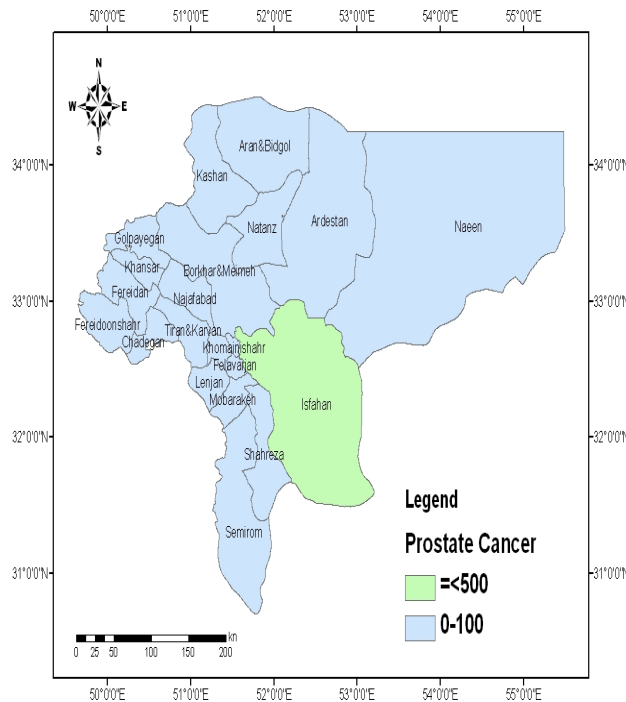 50°0'0"E 51°0'0"E 52°0'0"E 53°0'0"E 54°0'0"E 55°0'0"E
N
W E
S
34°0'0"N 34°0'0"N
Aran&Bidgol
Kashan
Natanz
Ardestan
Naeen
Golpayegan
Khansar
Borkhar&Meimeh
Fereidan
Najafabad
33°0'0"N 33°0'0"N
Fereidoonshahr
Tiran&Karvan
Chadegan
Khomainishahr
Felavarjan
Lenjan
Mobarakeh
Isfahan
32°0'0"N 32°0'0"N
Shahreza
Semirom
Legend
Prostate Cancer
=<500
0-100
31°0'0"N 31°0'0"N
kn
0 25 50 100 150 200
50°0'0"E 51°0'0"E 52°0'0"E 53°0'0"E 54°0'0"E 55°0'0"E